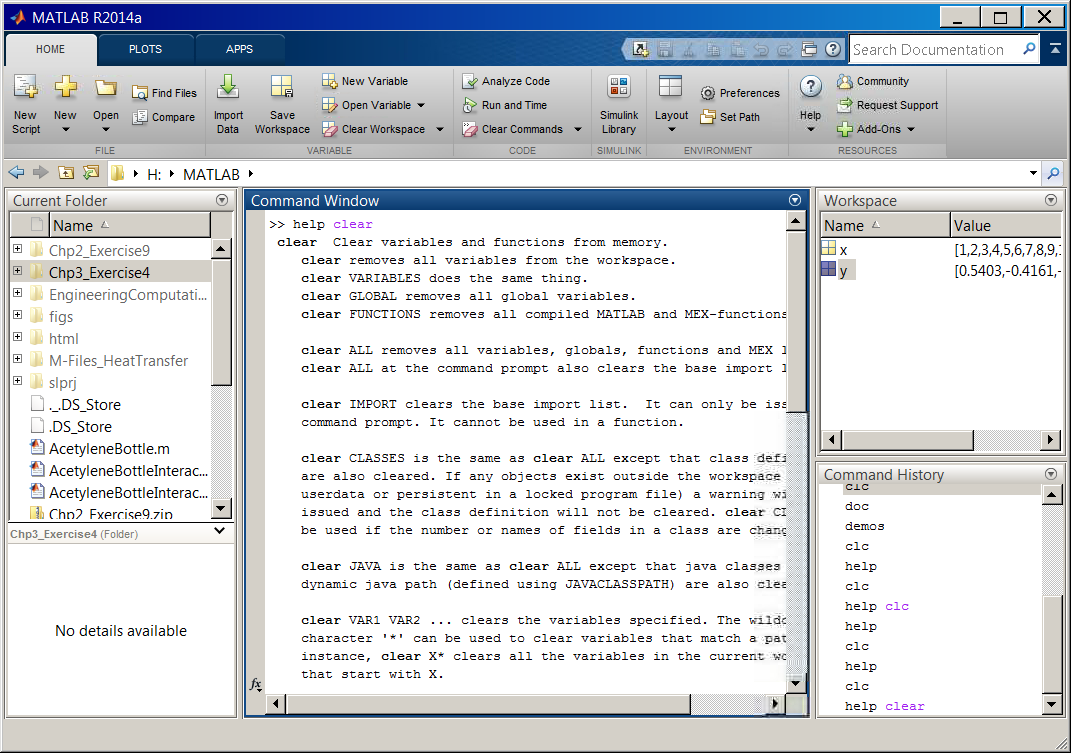 MATLAB R2014a
HOME PLOTS APPS
Search Documentation
New Script
New
Open
Find Files
Compare
FILE
Import Data
Save Workspace
New Variable
Open Variable
Clear Workspace
VARIABLE
Analyze Code
Run and Time
Clear Commands
CODE
Simulink Library
SIMULINK
Layout
Preferences
Set Path
ENVIRONMENT
Help
Community
Request Support
Add-Ons
RESOURCES
H: MATLAB
Current Folder
Name
Chp2_Exercise9
Chp3_Exercise4
EngineeringComputati...
figs
html
M-Files_HeatTransfer
slprj
._.DS_Store
.DS_Store
AcetyleneBottle.m
AcetyleneBottleInterac...
AcetyleneBottleInterac...
Chp2_Exercise9.zip
Chp3_Exercise4 (Folder)
No details available
Command Window
>> help clear
clear Clear variables and functions from memory.
clear removes all variables from the workspace.
clear VARIABLES does the same thing.
clear GLOBAL removes all global variables.
clear FUNCTIONS removes all compiled MATLAB and MEX-functions
clear ALL removes all variables, globals, functions and MEX
clear ALL at the command prompt also clears the base import
clear IMPORT clears the base import list. It can only be
command prompt. It cannot be used in a function.
clear CLASSES is the same as clear ALL except that class
are also cleared. If any objects exist outside the workspace
userdata or persistent in a locked program file) a warning
issued and the class definition will not be cleared. clear
be used if the number or names of fields in a class are
clear JAVA is the same as clear ALL except that java classes
dynamic java path (defined using JAVACLASSPATH) are also
clear VAR1 VAR2 ... clears the variables specified. The
character '*' can be used to clear variables that match a
instance, clear X* clears all the variables in the current
that start with X.
fx
Workspace
Name Value
x [1,2,3,4,5,6,7,8,9,
y [0.5403,-0.4161,-
Command History
clc
doc
demos
clc
help
clc
help clc
help
clc
help
clc
help clear